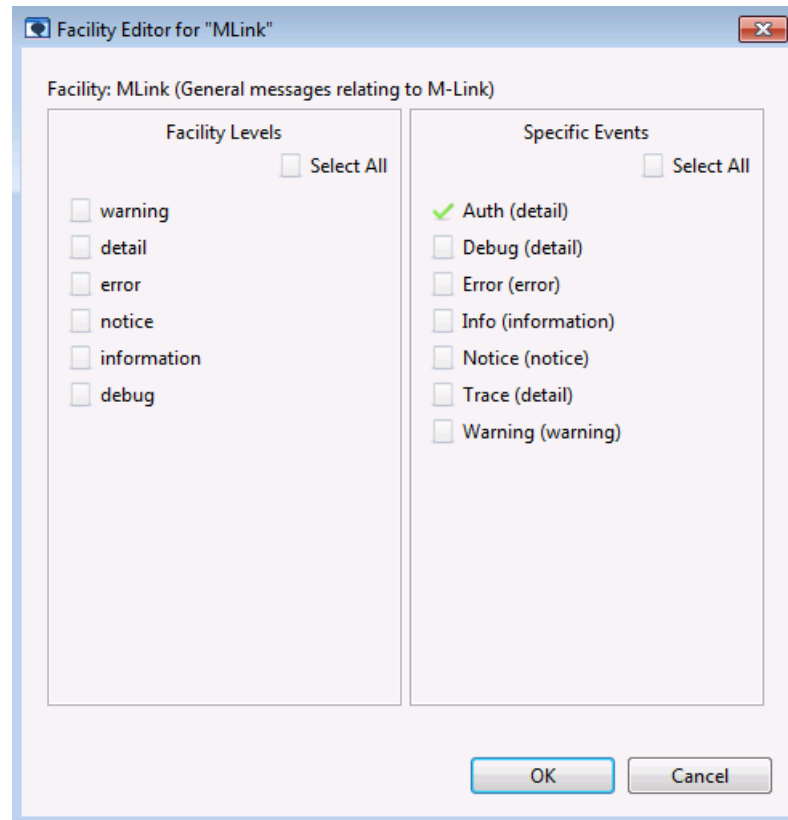 Facility Editor for "MLink"
Facility: MLink (General messages relating to M-Link)
Facility Levels
Select All
warning
detail
error
notice
information
debug
Specific Events
Select All
Auth (detail)
Debug (detail)
Error (error)
Info (information)
Notice (notice)
Trace (detail)
Warning (warning)
OK
Cancel